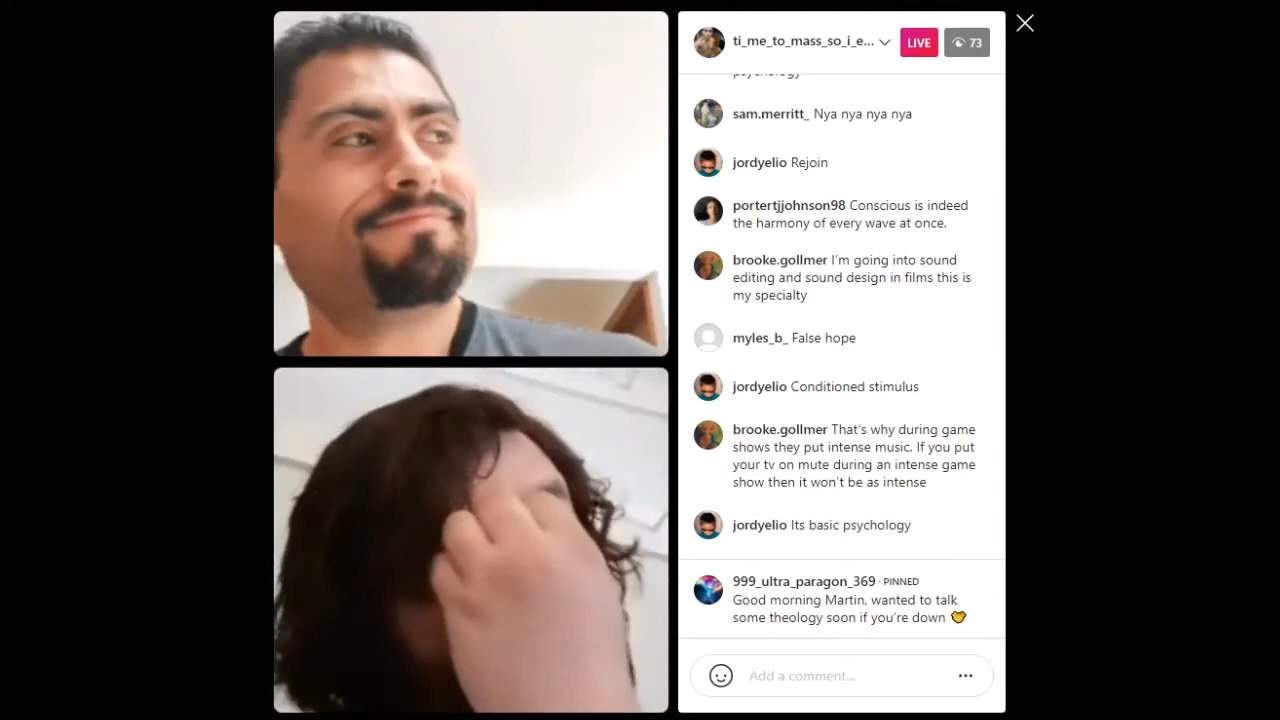 ti_me_to_mass_so_i_e...
LIVE
73
psychology
sam.merritt_ Nya nya nya nya
jordyelio Rejoin
portertjjohnson98 Conscious is indeed
the harmony of every wave at once.
brooke.gollmer I'm going into sound
editing and sound design in films this is
my specialty
myles_b_ False hope
jordyelio Conditioned stimulus
brooke.gollmer That's why during game
shows they put intense music. If you put
your tv on mute during an intense game
show then it won't be as intense
jordyelio Its basic psychology
999_ultra_paragon_369 · PINNED
Good morning Martin, wanted to talk
some theology soon if you're down
Add a comment...